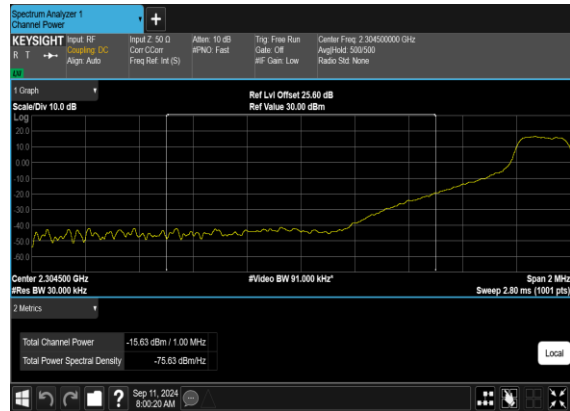 Spectrum Analyzer 1
Channel Power
+
KEYSIGHT
R T
Input: RF
Coupling: DC
Align: Auto
Input Z: 50 Ω
Corr CCorr
Freq Ref: Int (S)
Atten: 10 dB
#PNO: Fast
Trig: Free Run
Gate: Off
#IF Gain: Low
Center Freq: 2.304500000 GHz
Avg|Hold: 500/500
Radio Std: None
1 Graph
Scale/Div 10.0 dB
Ref Lvl Offset 25.60 dB
Ref Value 30.00 dBm
Log
20.0
10.0
0.00
-10.0
-20.0
-30.0
-40.0
-50.0
-60.0
Center 2.304500 GHz
#Res BW 30.000 kHz
#Video BW 91.000 kHz*
Span 2 MHz
Sweep 2.80 ms (1001 pts)
2 Metrics
Total Channel Power -15.63 dBm / 1.00 MHz
Total Power Spectral Density -75.63 dBm/Hz
Local
?
Sep 11, 2024
8:00:20 AM